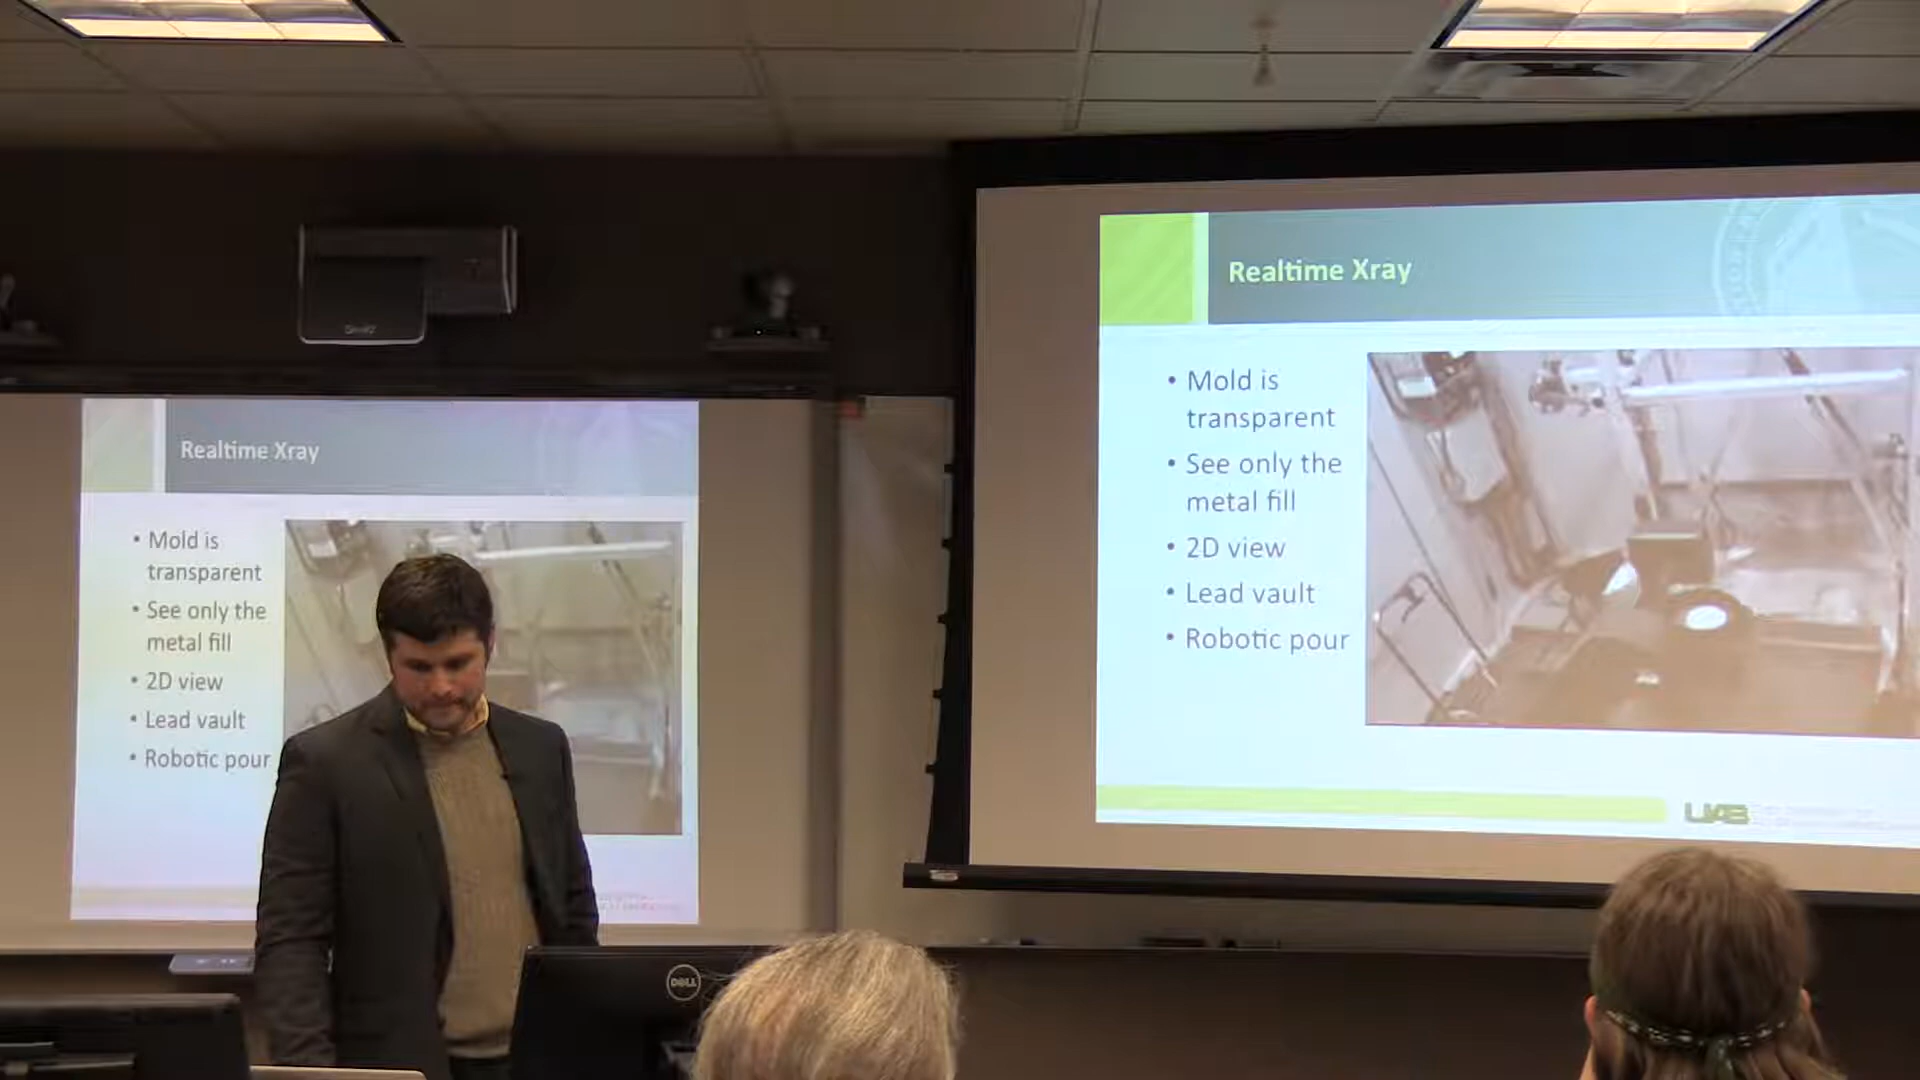 Realtime Xray
• Mold is
transparent
• See only the
metal fill
• 2D view
• Lead vault
• Robotic pour
Realtime Xray
• Mold is
transparent
• See only the
metal fill
• 2D view
• Lead vault
• Robotic pour
UAB
DELL